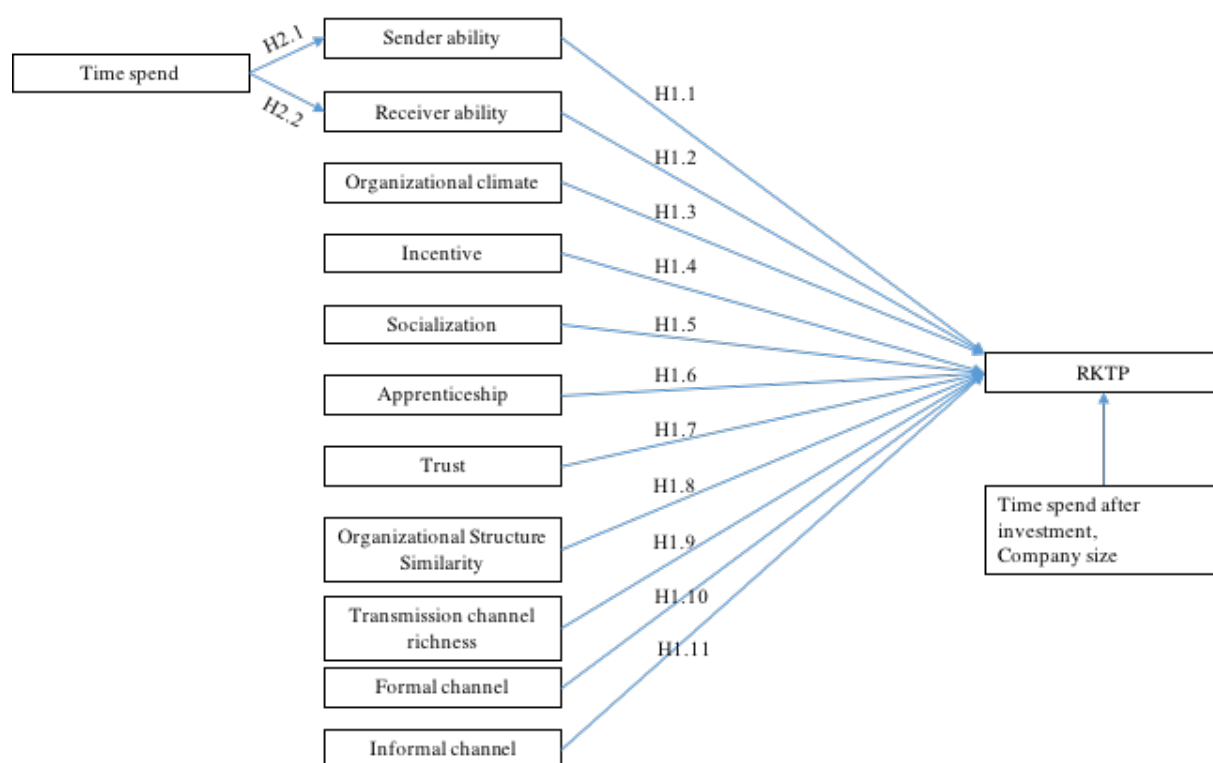 Time spend
H2.1
H2.2
Sender ability
Receiver ability
Organizational climate
Incentive
Socialization
Apprenticeship
Trust
Organizational Structure
Similarity
Transmission channel
richness
Formal channel
Informal channel
H1.1
H1.2
H1.3
H1.4
H1.5
H1.6
H1.7
H1.8
H1.9
H1.10
H1.11
RKTP
Time spend after
investment,
Company size